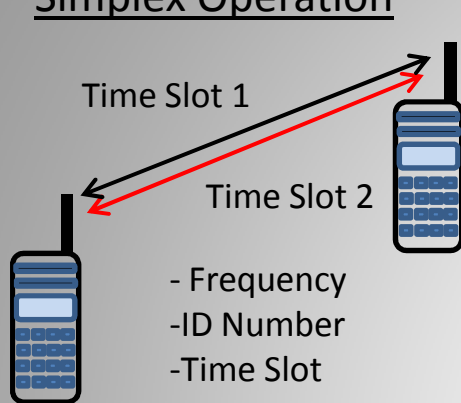 Simplex Operation
Time Slot 1
Time Slot 2
- Frequency
-ID Number
-Time Slot